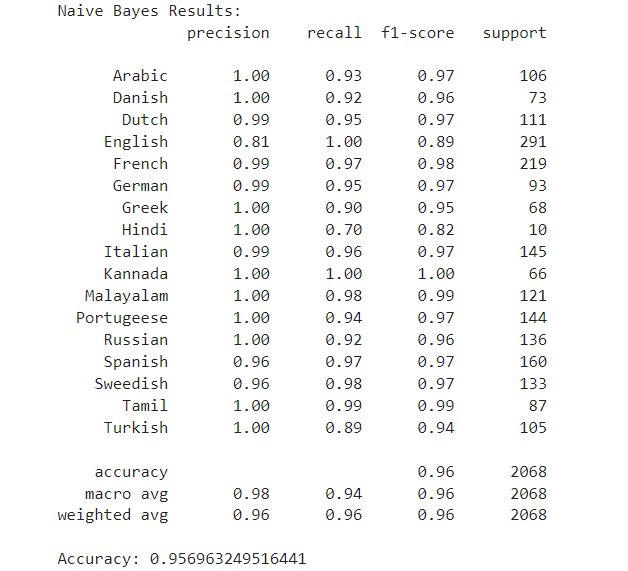 Naive Bayes Results:
precision recall f1-score support
Arabic 1.00 0.93 0.97 106
Danish 1.00 0.92 0.96 73
Dutch 0.99 0.95 0.97 111
English 0.81 1.00 0.89 291
French 0.99 0.97 0.98 219
German 0.99 0.95 0.97 93
Greek 1.00 0.90 0.95 68
Hindi 1.00 0.70 0.82 10
Italian 0.99 0.96 0.97 145
Kannada 1.00 1.00 1.00 66
Malayalam 1.00 0.98 0.99 121
Portugeese 1.00 0.94 0.97 144
Russian 1.00 0.92 0.96 136
Spanish 0.96 0.97 0.97 160
Sweedish 0.96 0.98 0.97 133
Tamil 1.00 0.99 0.99 87
Turkish 1.00 0.89 0.94 105
accuracy 0.96 2068
macro avg 0.98 0.94 0.96 2068
weighted avg 0.96 0.96 0.96 2068
Accuracy: 0.956963249516441